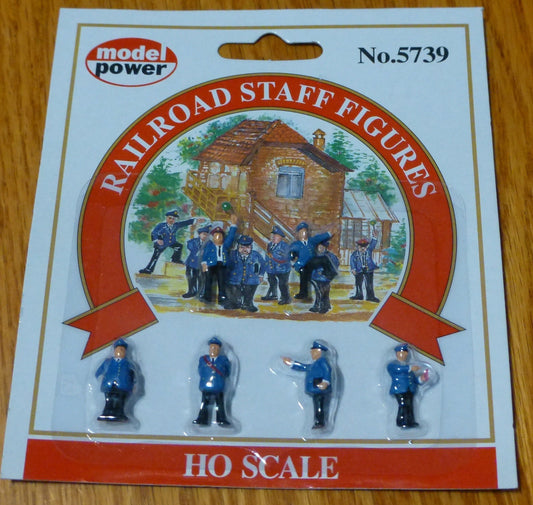 model
power
No.5739
RAILROAD STAFF FIGURES
HO SCALE